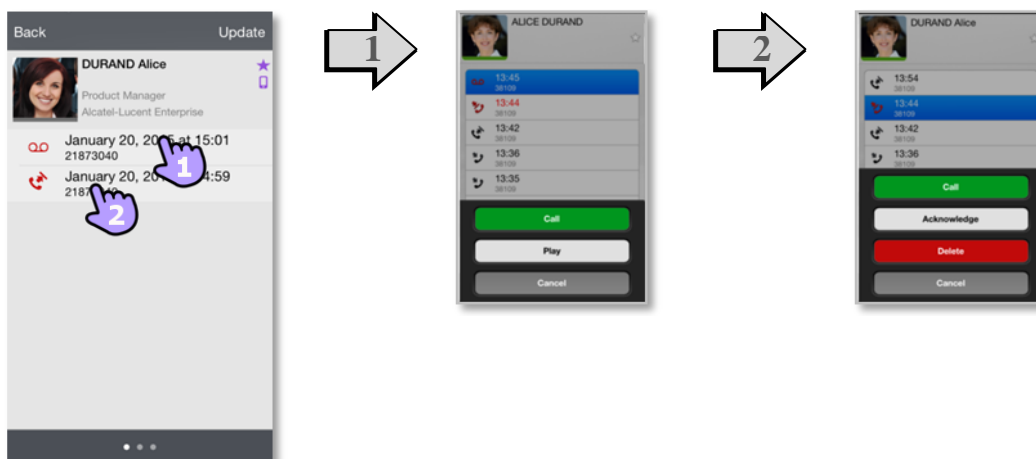 Back Update
DURAND Alice
Product Manager
Alcatel-Lucent Enterprise
January 20, 20 at 15:01
21873040
January 20, 4:59
1
2
1
ALICE DURAND
13:45
38109
13:44
38109
13:42
38109
13:36
38109
13:35
38109
Call
Play
Cancel
2
DURAND Alice
13:54
38109
13:44
38109
13:42
38109
13:36
38109
Call
Acknowledge
Delete
Cancel